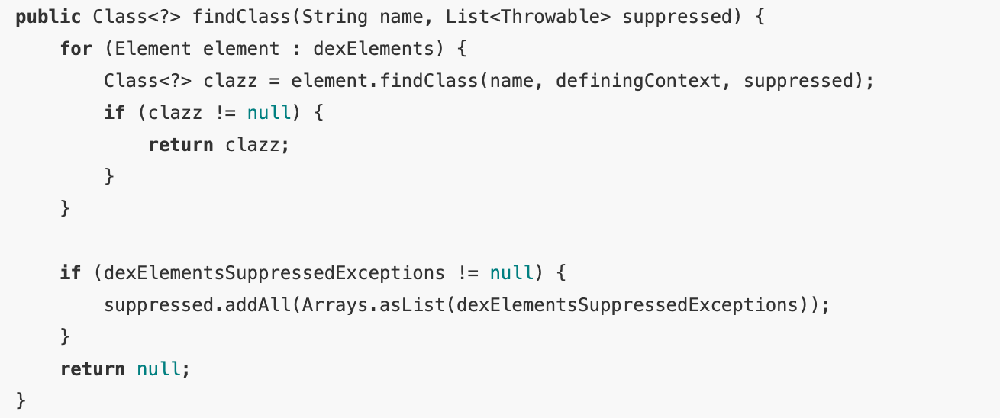 public Class<?> findClass(String name, List<Throwable> suppressed) {
    for (Element element : dexElements) {
        Class<?> clazz = element.findClass(name, definingContext, suppressed);
        if (clazz != null) {
            return clazz;
        }
    }

    if (dexElementsSuppressedExceptions != null) {
        suppressed.addAll(Arrays.asList(dexElementsSuppressedExceptions));
    }
    return null;
}